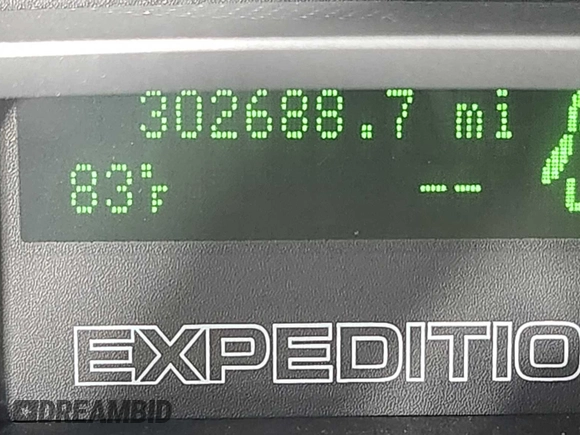 302688.7 mi
83°F -- --
EXPEDITIO
DREAMBID